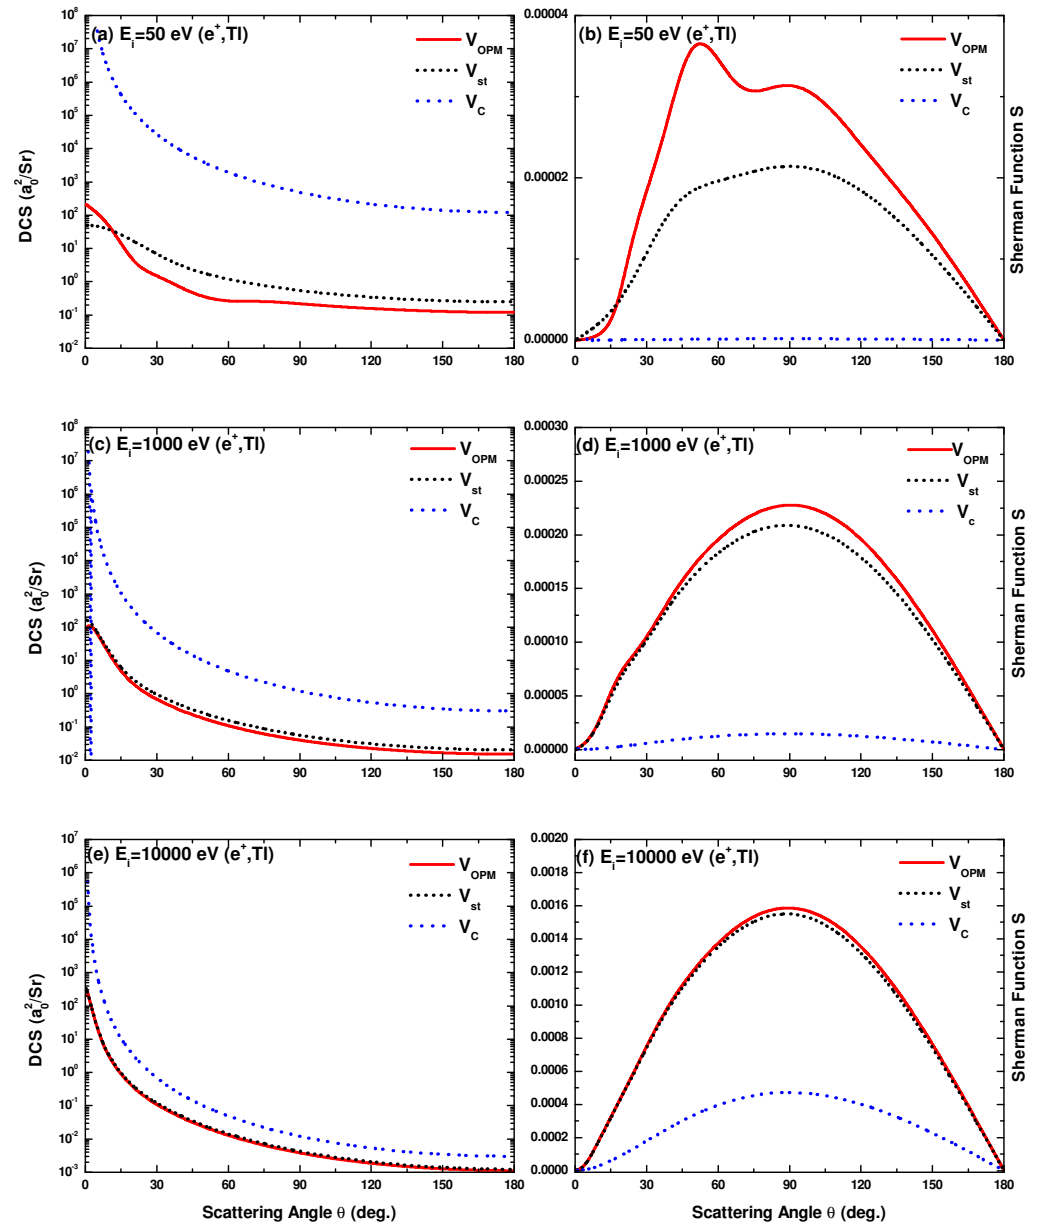 (a) E_i=50 eV (e^+,Tl)
V_OPM
V_st
V_C
10^8
10^7
10^6
10^5
10^4
10^3
10^2
10^1
10^0
10^-1
10^-2
0 30 60 90 120 150 180
DCS (a_0^2/Sr)
(b) E_i=50 eV (e^+,Tl)
V_OPM
V_st
V_C
0.00004
0.00002
0.00000
0 30 60 90 120 150 180
Sherman Function S
(c) E_i=1000 eV (e^+,Tl)
V_OPM
V_st
V_C
10^8
10^7
10^6
10^5
10^4
10^3
10^2
10^1
10^0
10^-1
10^-2
0 30 60 90 120 150 180
DCS (a_0^2/Sr)
(d) E_i=1000 eV (e^+,Tl)
V_OPM
V_st
V_c
0.00030
0.00025
0.00020
0.00015
0.00010
0.00005
0.00000
0 30 60 90 120 150 180
Sherman Function S
(e) E_i=10000 eV (e^+,Tl)
V_OPM
V_st
V_C
10^7
10^6
10^5
10^4
10^3
10^2
10^1
10^0
10^-1
10^-2
10^-3
0 30 60 90 120 150 180
DCS (a_0^2/Sr)
Scattering Angle θ (deg.)
(f) E_i=10000 eV (e^+,Tl)
V_OPM
V_st
V_C
0.0020
0.0018
0.0016
0.0014
0.0012
0.0010
0.0008
0.0006
0.0004
0.0002
0.0000
0 30 60 90 120 150 180
Sherman Function S
Scattering Angle θ (deg.)